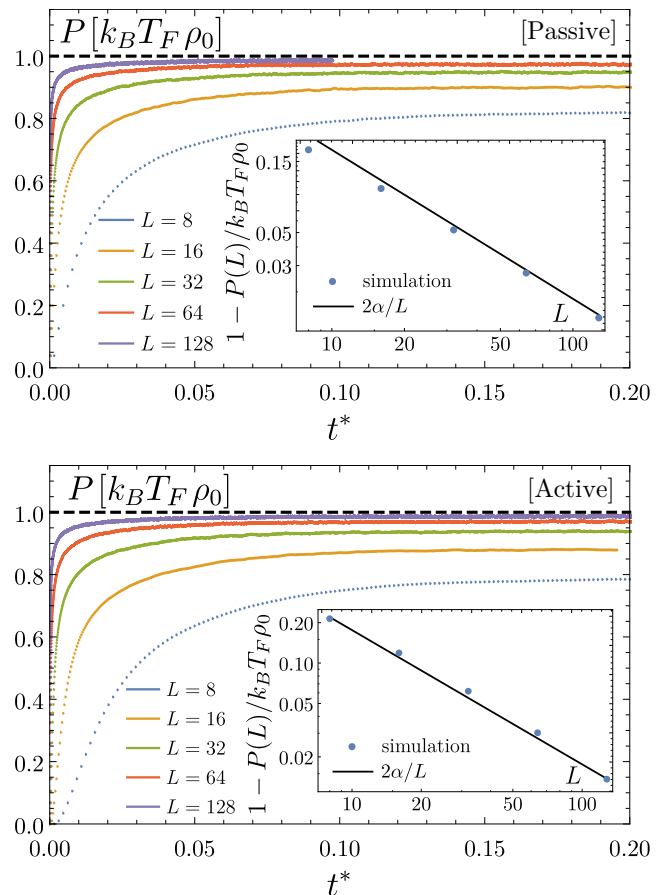 P [k_B T_F ρ_0]
[Passive]
1.0
0.8
0.6
0.4
0.2
0.0
L = 8
L = 16
L = 32
L = 64
L = 128
1 − P(L)/k_B T_F ρ_0
0.15
0.05
0.03
simulation
2α/L
L
10 20 50 100
0.00 0.05 0.10 0.15 0.20
t*
P [k_B T_F ρ_0]
[Active]
1.0
0.8
0.6
0.4
0.2
0.0
L = 8
L = 16
L = 32
L = 64
L = 128
1 − P(L)/k_B T_F ρ_0
0.20
0.10
0.05
0.02
simulation
2α/L
L
10 20 50 100
0.00 0.05 0.10 0.15 0.20
t*